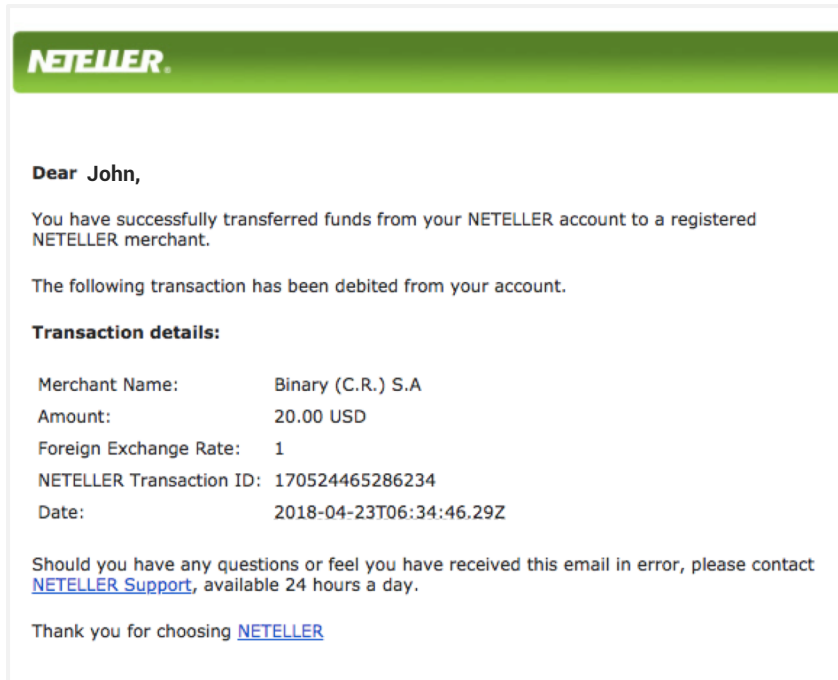 NETELLER®
Dear John,
You have successfully transferred funds from your NETELLER account to a registered
NETELLER merchant.
The following transaction has been debited from your account.
Transaction details:
Merchant Name: Binary (C.R.) S.A
Amount: 20.00 USD
Foreign Exchange Rate: 1
NETELLER Transaction ID: 170524465286234
Date: 2018-04-23T06:34:46.29Z
Should you have any questions or feel you have received this email in error, please contact
NETELLER Support, available 24 hours a day.
Thank you for choosing NETELLER